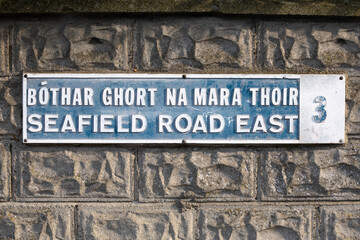 BÓTHAR GHORT NA MARA THOIR
SEAFIELD ROAD EAST
3